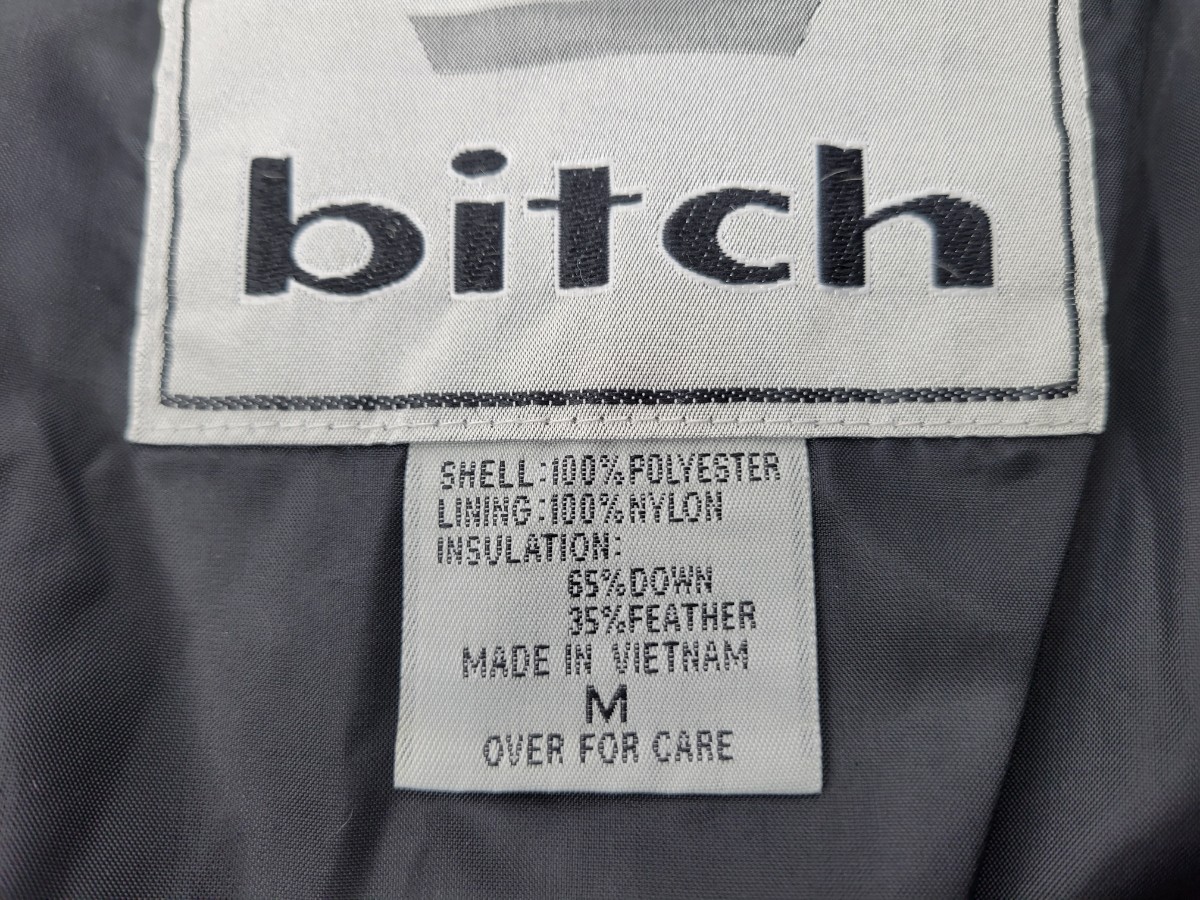 bitch
SHELL:100%POLYESTER
LINING:100%NYLON
INSULATION:
65%DOWN
35%FEATHER
MADE IN VIETNAM
M
OVER FOR CARE